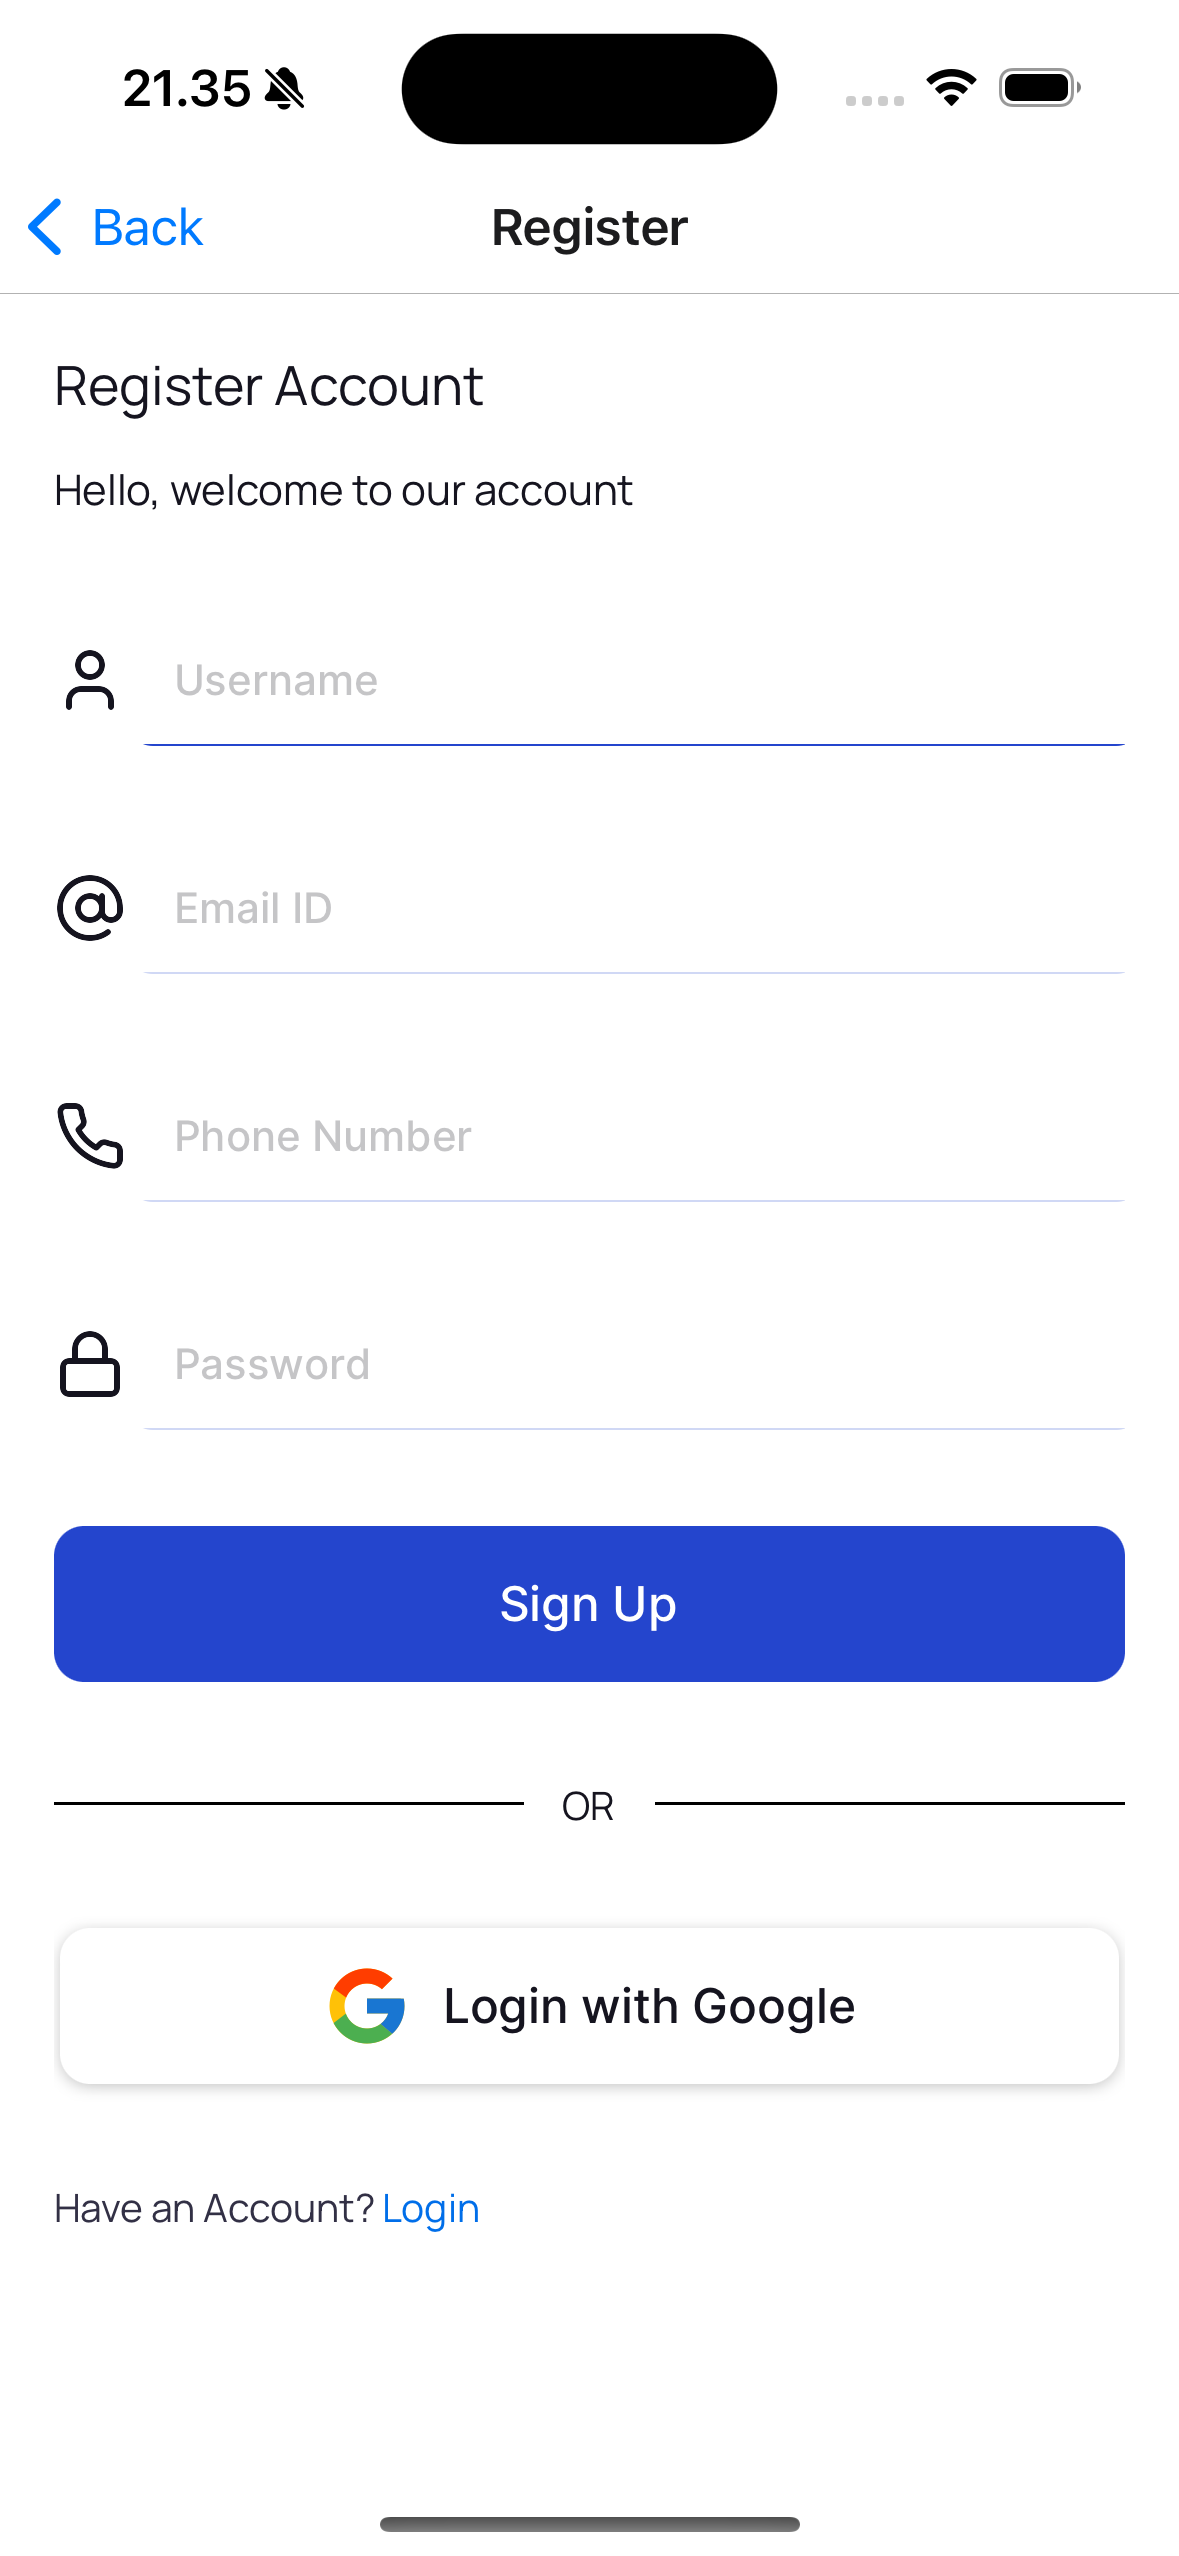 21.35
Back
Register
Register Account
Hello, welcome to our account
Username
Email ID
Phone Number
Password
Sign Up
OR
Login with Google
Have an Account? Login